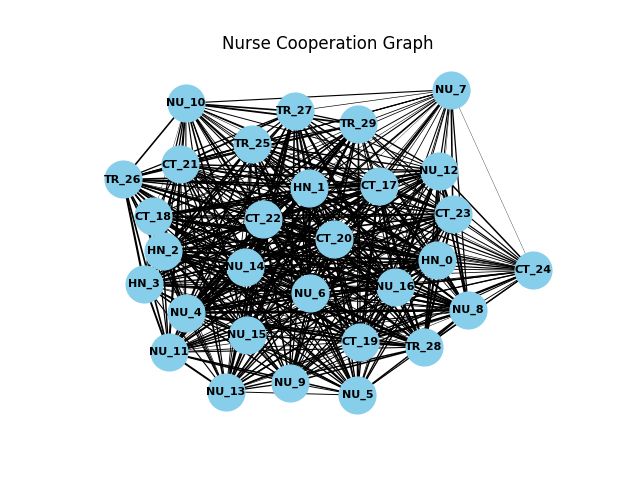 Nurse Cooperation Graph
NU_7
NU_10
TR_27
TR_29
TR_25
CT_21
NU_12
TR_26
HN_1
CT_17
CT_18
CT_22
CT_23
CT_20
HN_2
HN_0
NU_14
CT_24
HN_3
NU_16
NU_6
NU_4
NU_8
NU_15
CT_19
TR_28
NU_11
NU_9
NU_13
NU_5